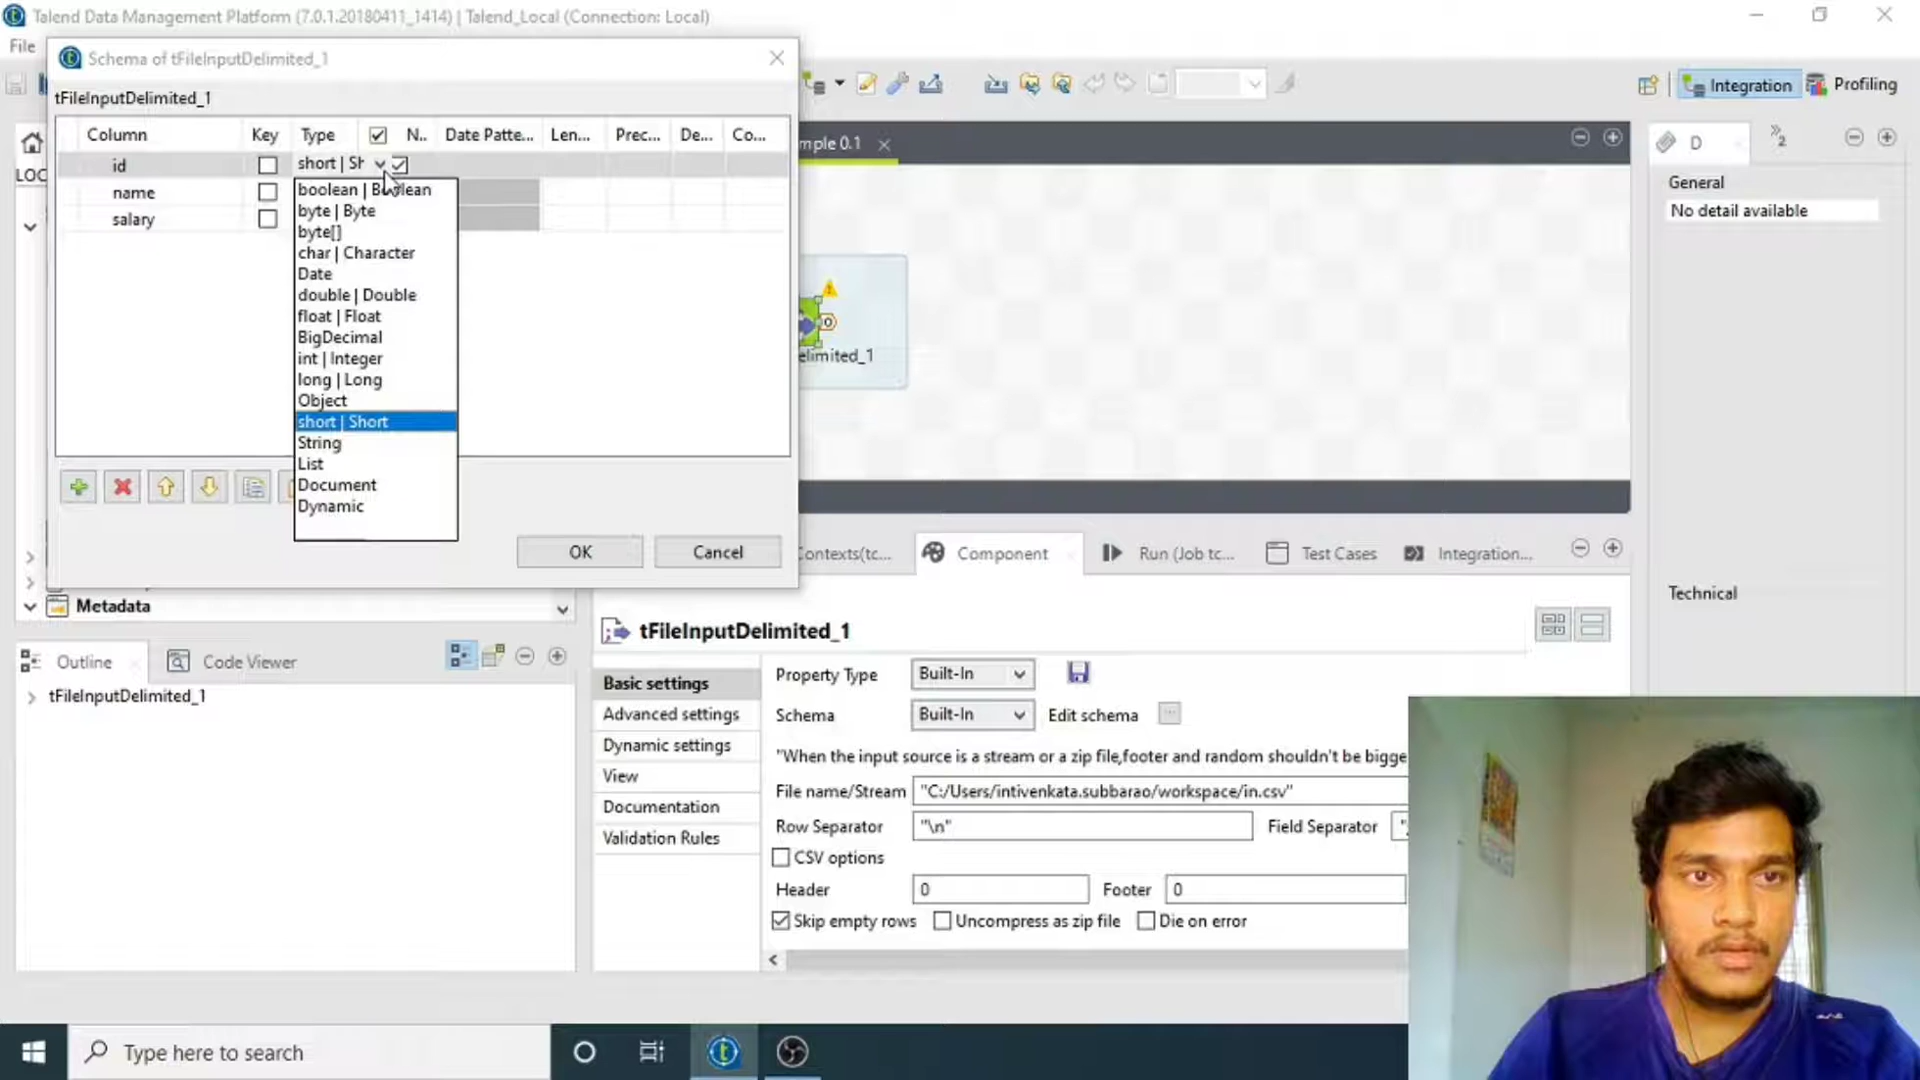 Talend Data Management Platform (7.0.1.20180411_1414) | Talend_Local (Connection: Local)
File
Schema of tFileInputDelimited_1
tFileInputDelimited_1
Column Key Type N.. Date Patte... Len... Prec... De... Co...
id short | Sh
name
salary
boolean | Boolean
byte | Byte
byte[]
char | Character
Date
double | Double
float | Float
BigDecimal
int | Integer
long | Long
Object
short | Short
String
List
Document
Dynamic
OK Cancel
LOC
Integration Profiling
mple 0.1
D
2
General
No detail available
elimited_1
Technical
Contexts(tc... Component Run (Job tc... Test Cases Integration...
Metadata
Outline Code Viewer
tFileInputDelimited_1
tFileInputDelimited_1
Basic settings
Advanced settings
Dynamic settings
View
Documentation
Validation Rules
Property Type Built-In
Schema Built-In Edit schema ...
"When the input source is a stream or a zip file,footer and random shouldn't be bigge
File name/Stream "C:/Users/intivenkata.subbarao/workspace/in.csv"
Row Separator "\n" Field Separator
CSV options
Header 0 Footer 0
Skip empty rows Uncompress as zip file Die on error
Type here to search